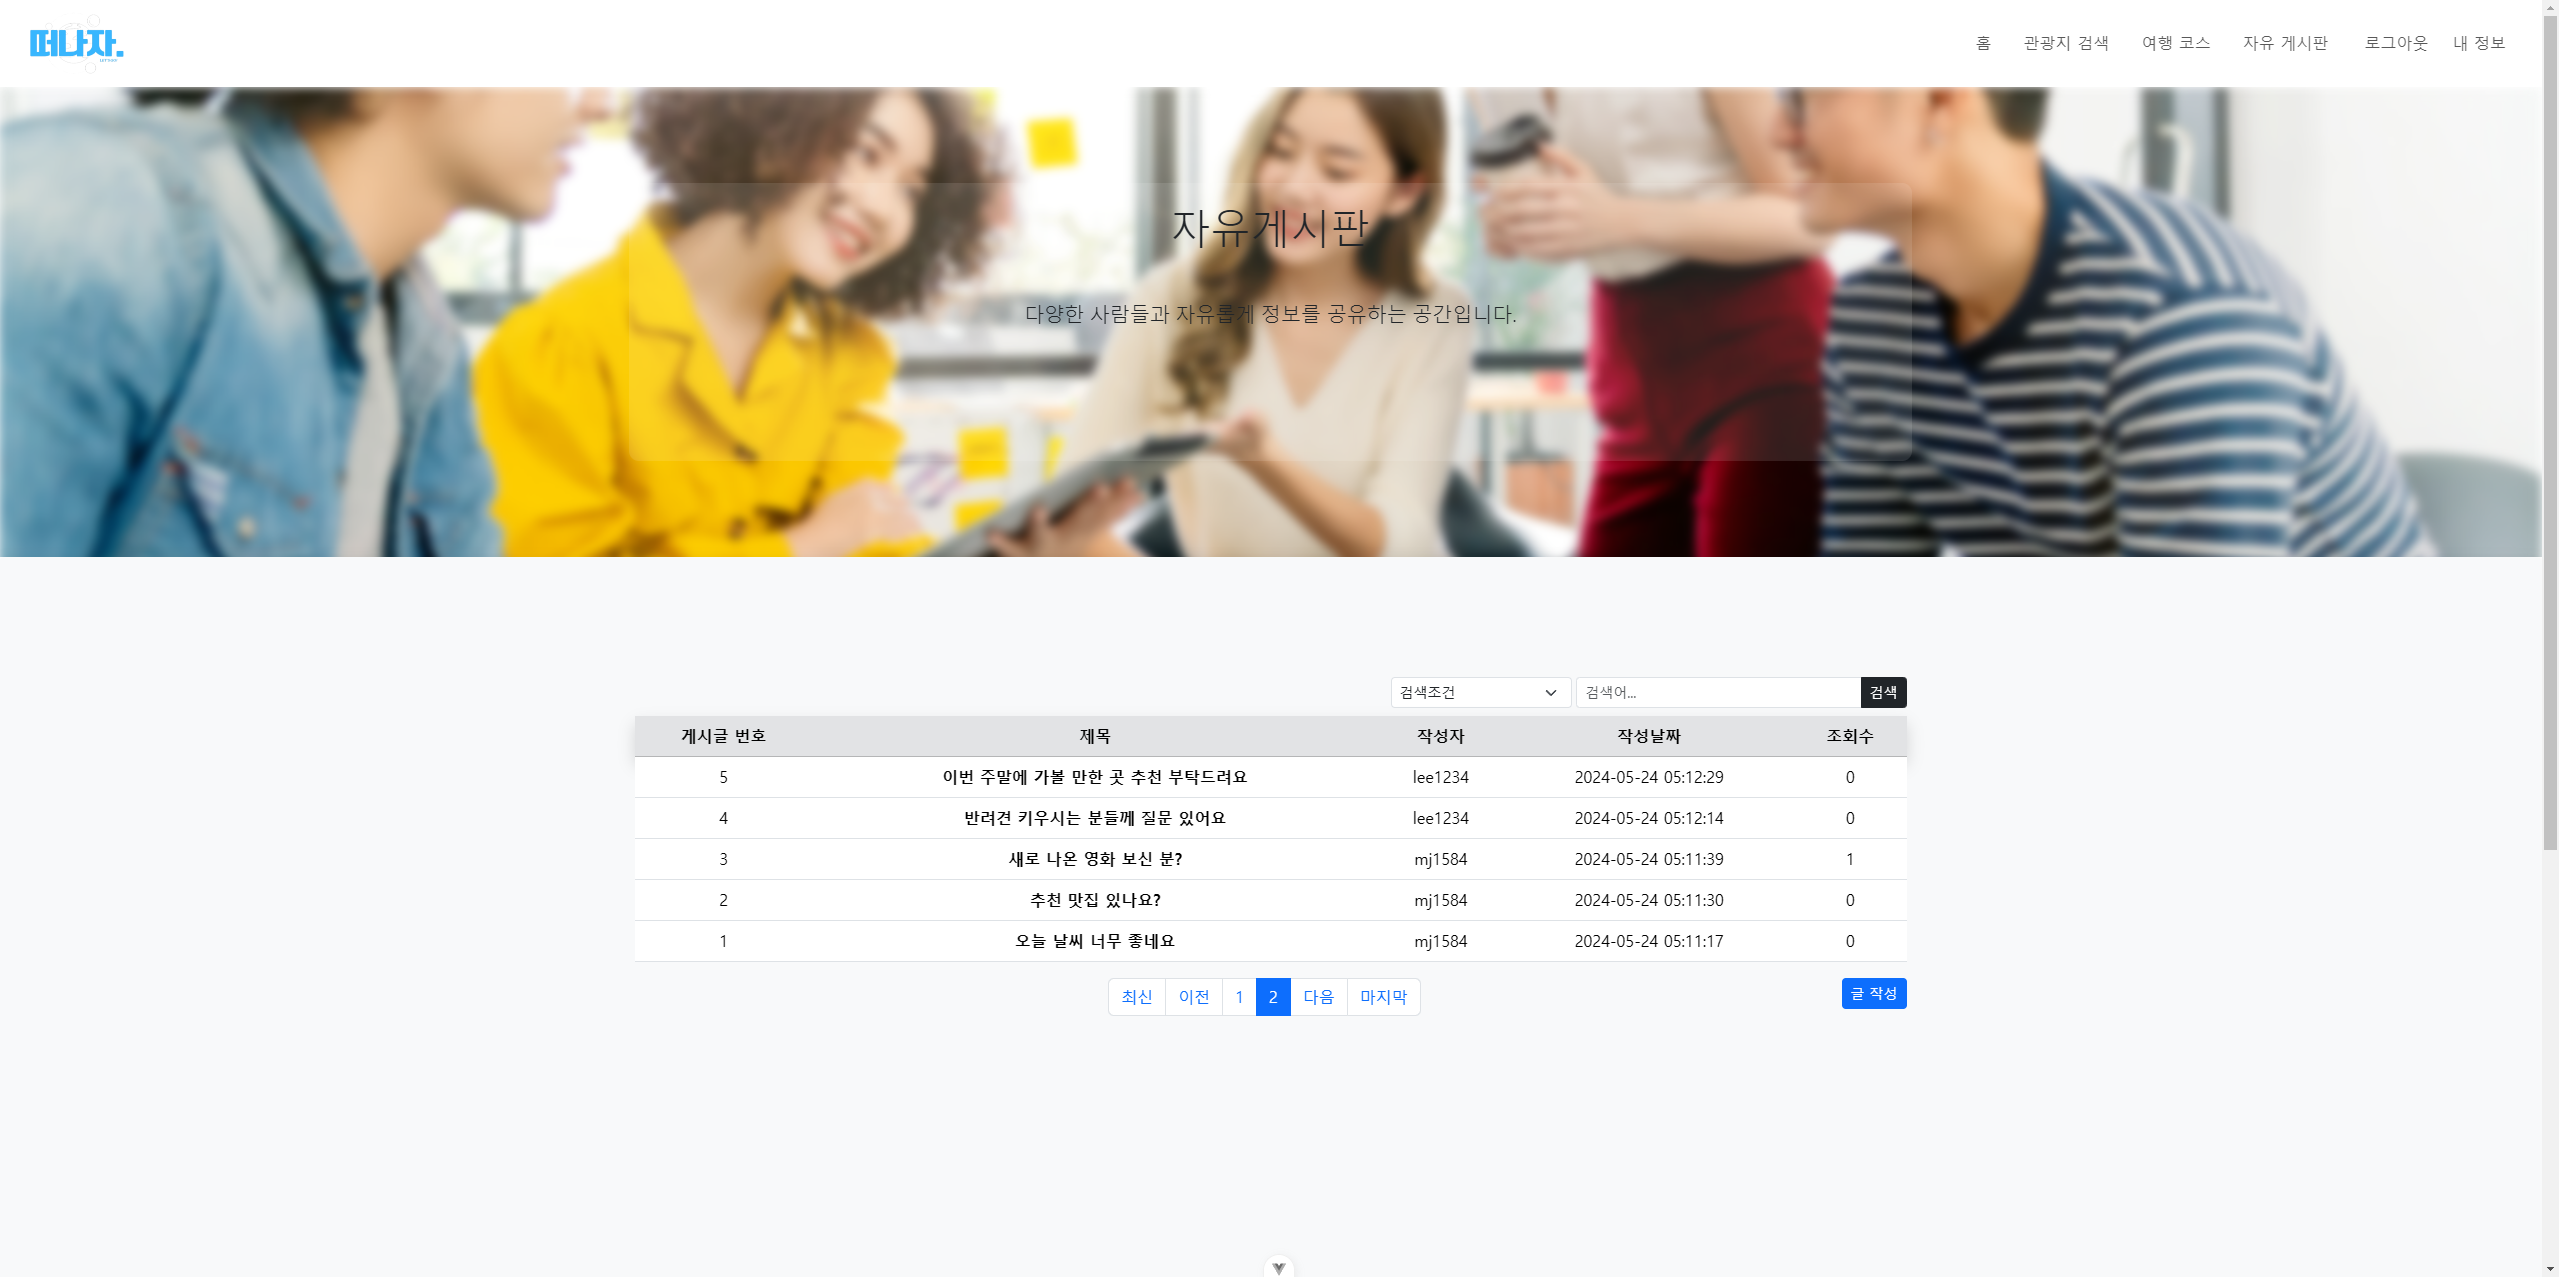 떠나자.
홈 관광지 검색 여행 코스 자유 게시판 로그아웃 내 정보
자유게시판
다양한 사람들과 자유롭게 정보를 공유하는 공간입니다.
검색조건 검색어... 검색
게시글 번호 제목 작성자 작성날짜 조회수
5 이번 주말에 가볼 만한 곳 추천 부탁드려요 lee1234 2024-05-24 05:12:29 0
4 반려견 키우시는 분들께 질문 있어요 lee1234 2024-05-24 05:12:14 0
3 새로 나온 영화 보신 분? mj1584 2024-05-24 05:11:39 1
2 추천 맛집 있나요? mj1584 2024-05-24 05:11:30 0
1 오늘 날씨 너무 좋네요 mj1584 2024-05-24 05:11:17 0
최신 이전 1 2 다음 마지막 글 작성